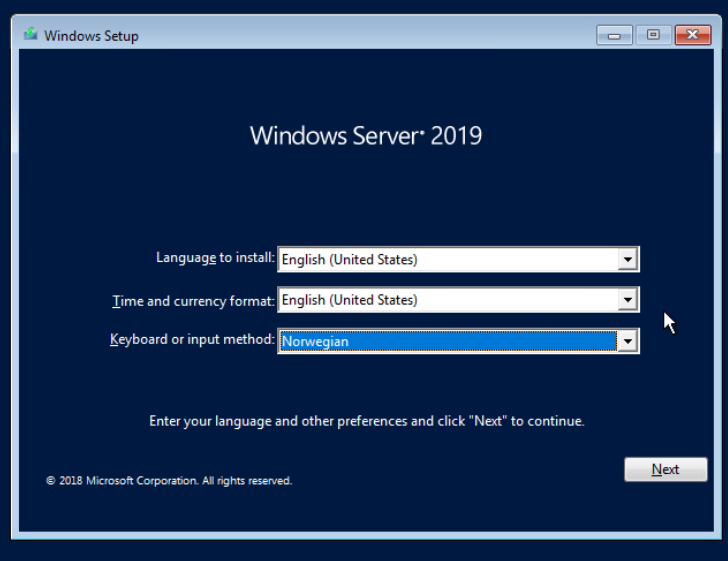 Windows Setup
Windows Server® 2019
Language to install: English (United States)
Time and currency format: English (United States)
Keyboard or input method: Norwegian
Enter your language and other preferences and click "Next" to continue.
Next
© 2018 Microsoft Corporation. All rights reserved.